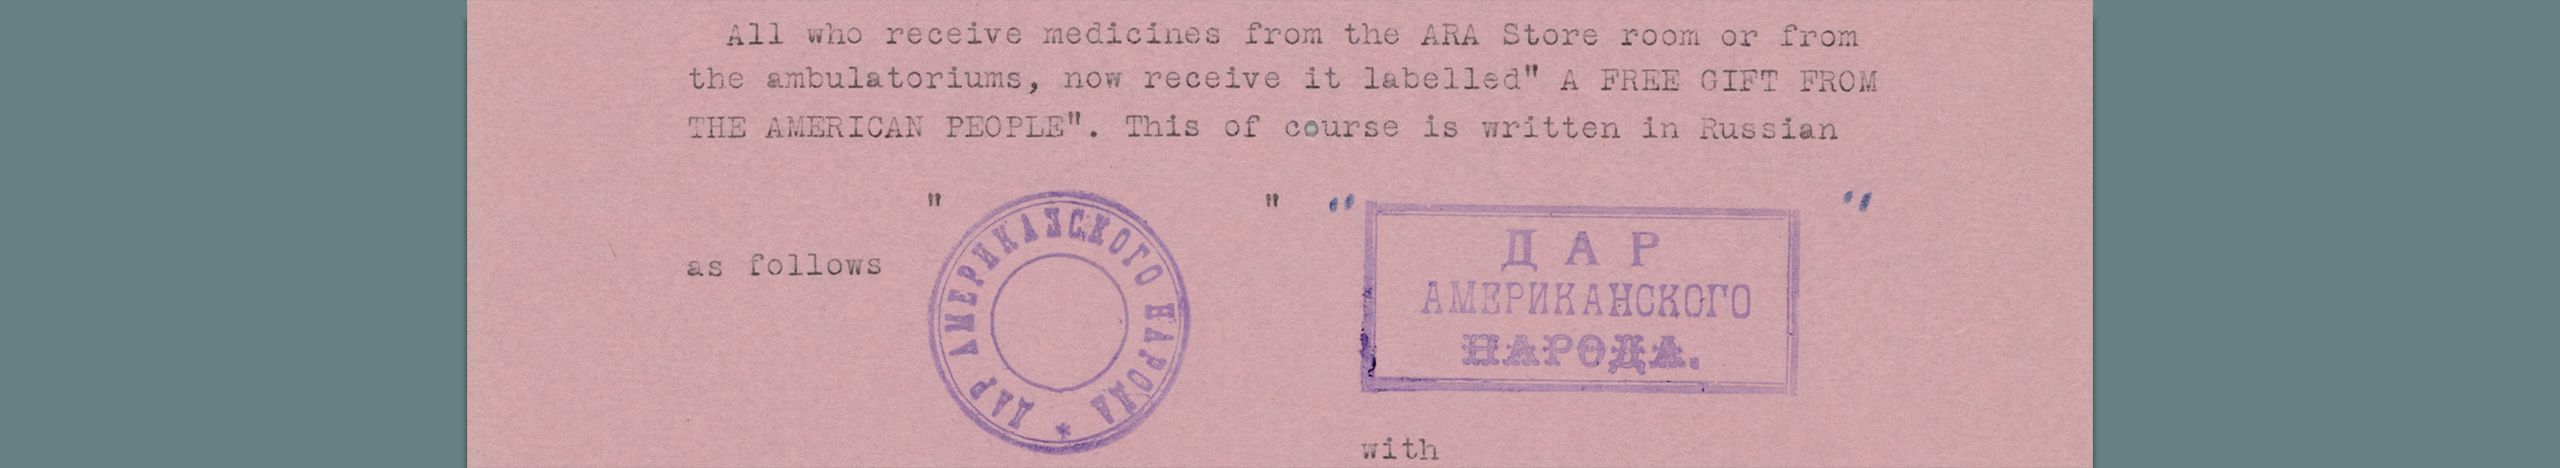 All who receive medicines from the ARA Store room or from
the ambulatoriums, now receive it labelled" A FREE GIFT FROM
THE AMERICAN PEOPLE". This of course is written in Russian
as follows " ДАР АМЕРИКАНСКОГО НАРОДА * " "
ДАР
АМЕРИКАНСКОГО
НАРОДА.
"
with